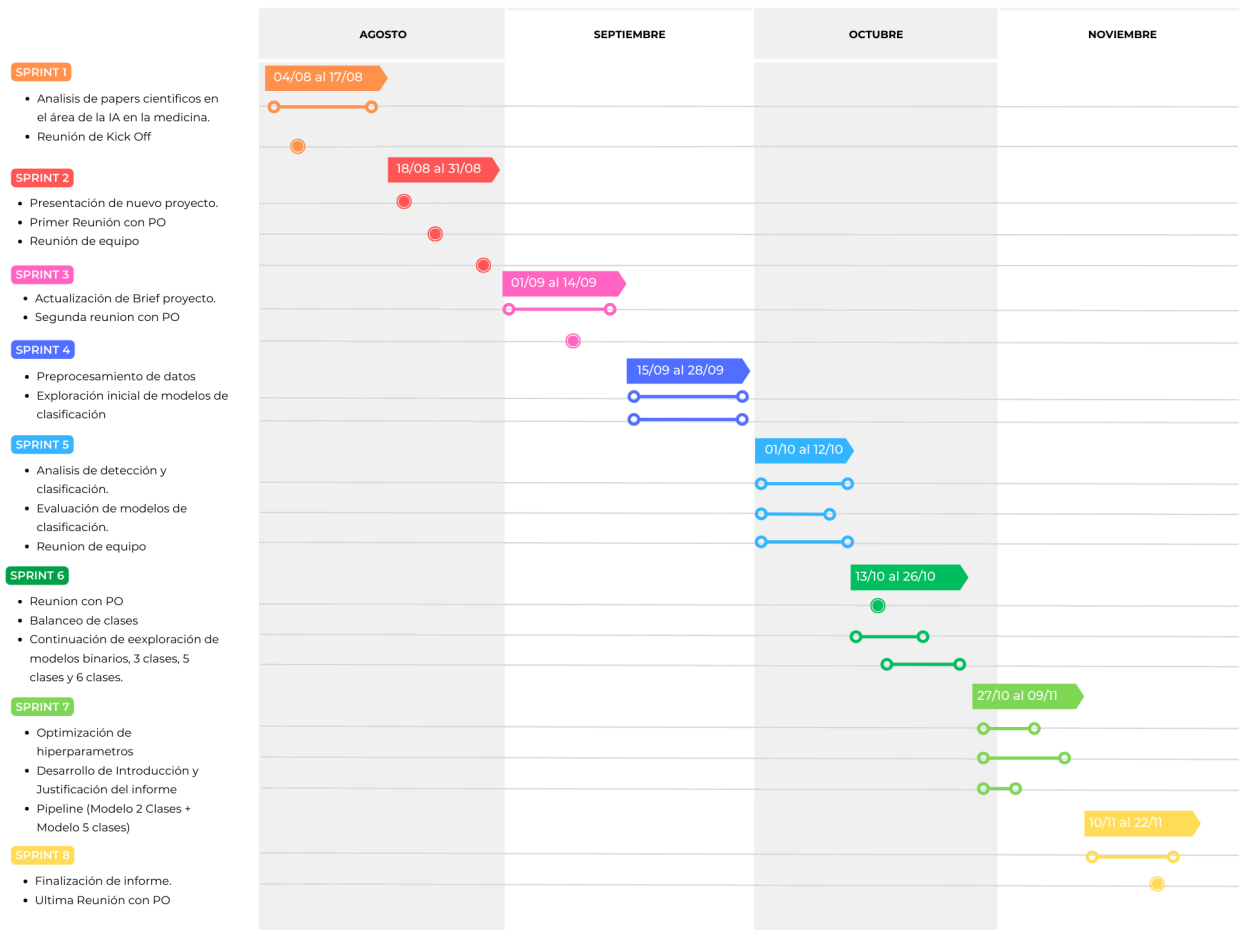 AGOSTO
SEPTIEMBRE
OCTUBRE
NOVIEMBRE
SPRINT 1
04/08 al 17/08
Analisis de papers cientificos en
el área de la IA en la medicina.
Reunión de Kick Off
SPRINT 2
18/08 al 31/08
Presentación de nuevo proyecto.
Primer Reunión con PO
Reunión de equipo
SPRINT 3
01/09 al 14/09
Actualización de Brief proyecto.
Segunda reunion con PO
SPRINT 4
15/09 al 28/09
Preprocesamiento de datos
Exploración inicial de modelos de
clasificación
SPRINT 5
01/10 al 12/10
Analisis de detección y
clasificación.
Evaluación de modelos de
clasificación.
Reunion de equipo
SPRINT 6
13/10 al 26/10
Reunion con PO
Balanceo de clases
Continuación de eexploración de
modelos binarios, 3 clases, 5
clases y 6 clases.
SPRINT 7
27/10 al 09/11
Optimización de
hiperparametros
Desarrollo de Introducción y
Justificación del informe
Pipeline (Modelo 2 Clases +
Modelo 5 clases)
SPRINT 8
10/11 al 22/11
Finalización de informe.
Ultima Reunión con PO